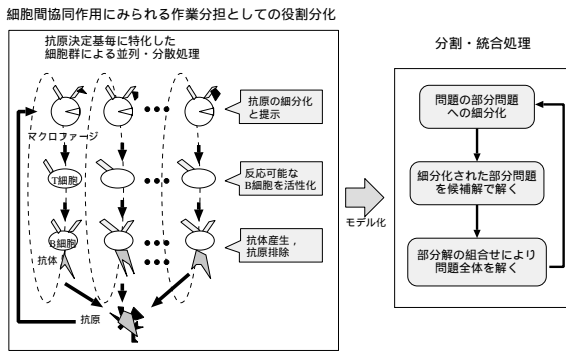 細胞間協同作用にみられる作業分担としての役割分化
抗原決定基毎に特化した
細胞群による並列・分散処理
マクロファージ
抗原の細分化
と提示
T細胞
反応可能な
B細胞を活性化
B細胞
抗体
抗体産生，
抗原排除
抗原
モデル化
分割・統合処理
問題の部分問題
への細分化
細分化された部分問題
を候補解で解く
部分解の組合せにより
問題全体を解く